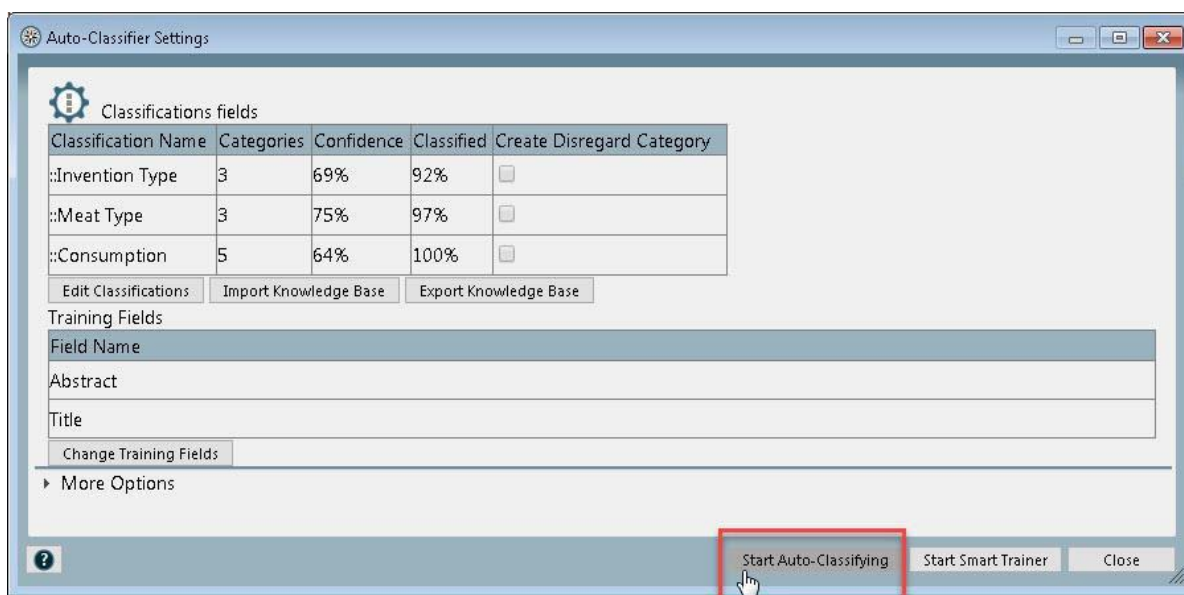 Auto-Classifier Settings
Classifications fields
Classification Name Categories Confidence Classified Create Disregard Category
::Invention Type 3 69% 92%
::Meat Type 3 75% 97%
::Consumption 5 64% 100%
Edit Classifications Import Knowledge Base Export Knowledge Base
Training Fields
Field Name
Abstract
Title
Change Training Fields
More Options
? Start Auto-Classifying Start Smart Trainer Close